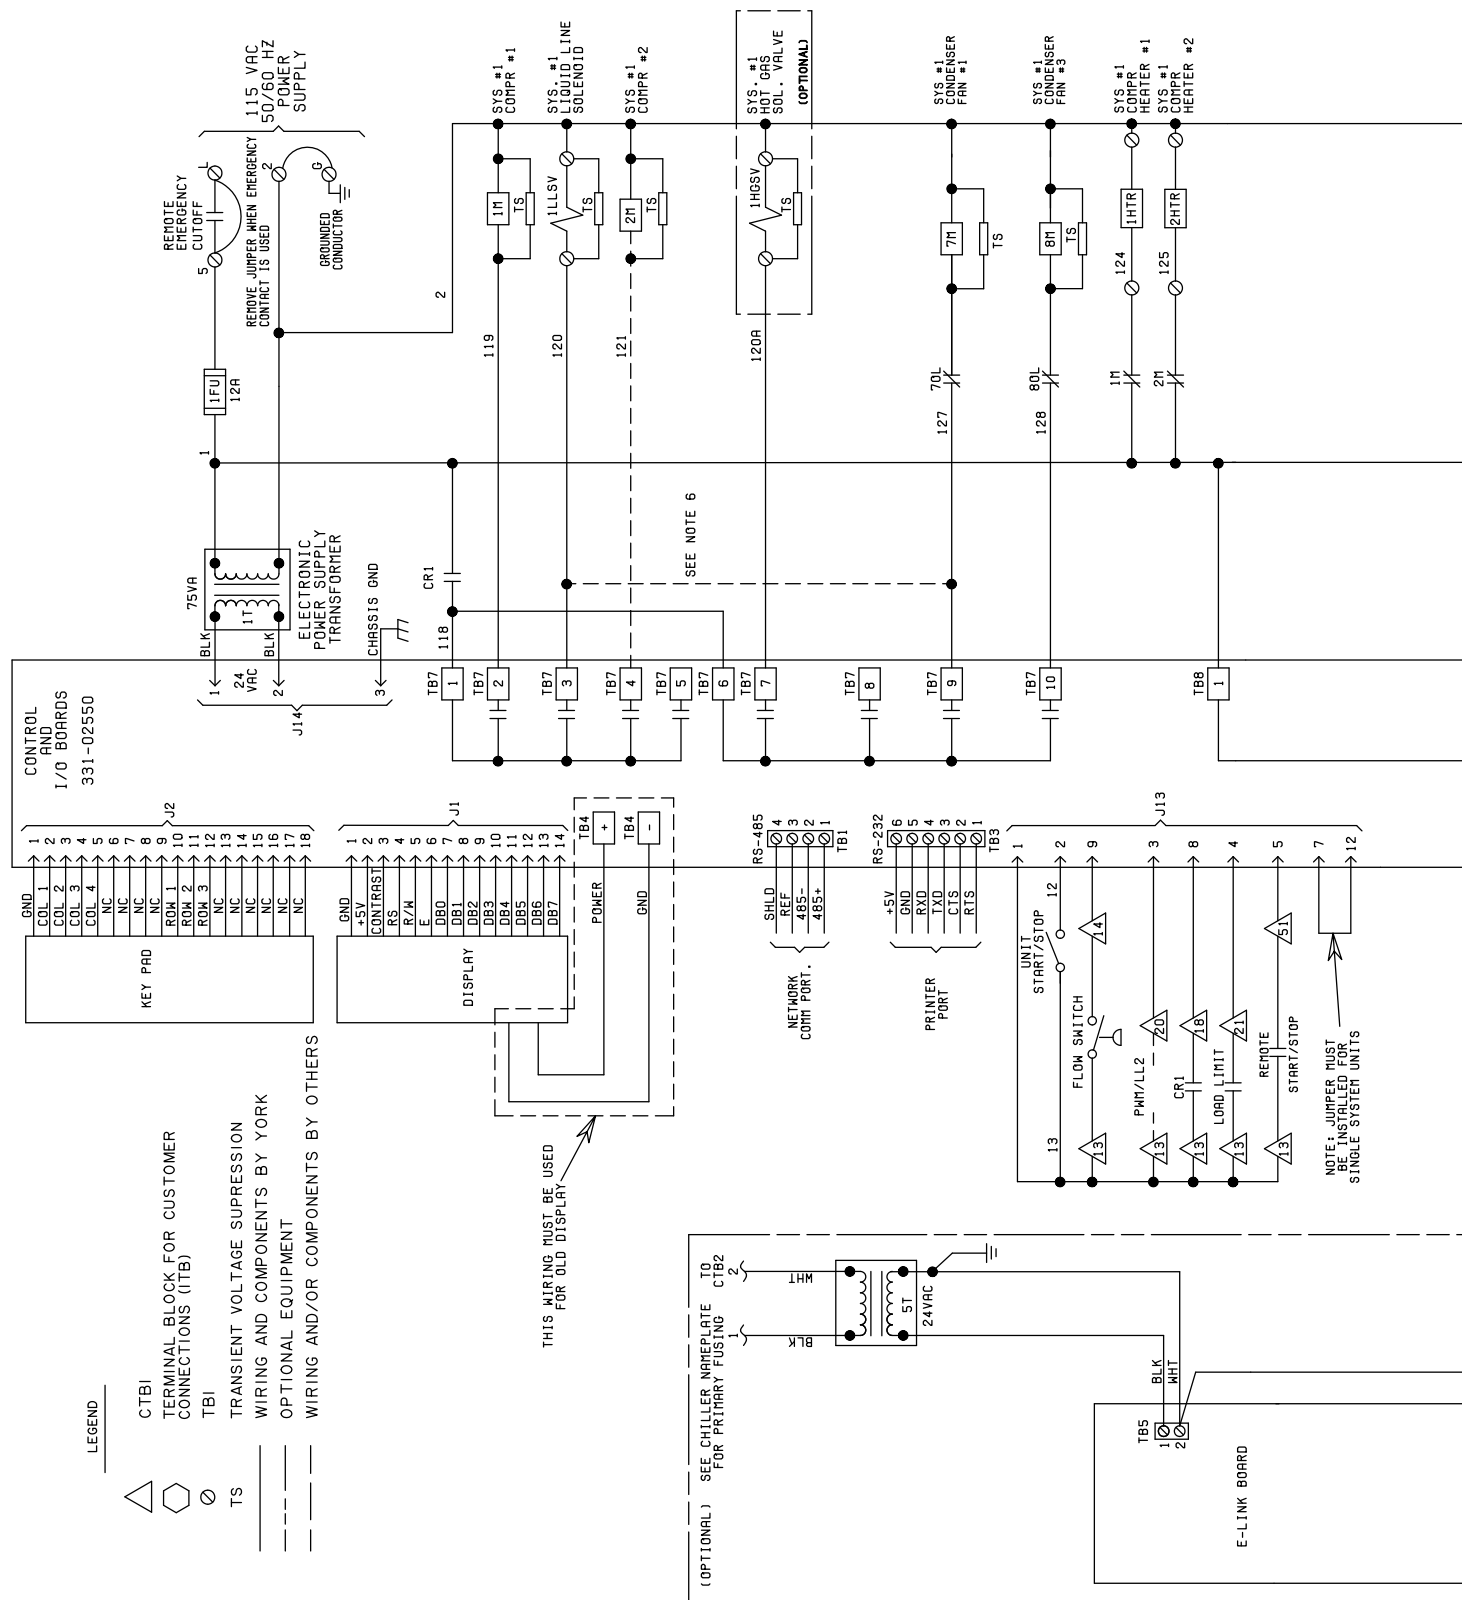 LEGEND
CTBI
TERMINAL BLOCK FOR CUSTOMER
CONNECTIONS (ITB)
TBI
TS
TRANSIENT VOLTAGE SUPRESSION
WIRING AND COMPONENTS BY YORK
OPTIONAL EQUIPMENT
WIRING AND/OR COMPONENTS BY OTHERS
THIS WIRING MUST BE USED
FOR OLD DISPLAY
KEY PAD
GND 1
COL 1 2
COL 2 3
COL 3 4
COL 4 5
NC 6
NC 7
NC 8
NC 9
ROW 1 10
ROW 2 11
ROW 3 12
NC 13
NC 14
NC 15
NC 16
NC 17
NC 18
J2
CONTROL
AND
I/O BOARDS
331-02550
DISPLAY
GND 1
+5V 2
CONTRAST 3
RS 4
R/W 5
E 6
DB0 7
DB1 8
DB2 9
DB3 10
DB4 11
DB5 12
DB6 13
DB7 14
J1
POWER
TB4
+
GND
TB4
-
NETWORK
COMM PORT.
RS-485
SHLD 4
REF 3
485- 2
485+ 1
TB1
PRINTER
PORT
RS-232
+5V 6
GND 5
RXD 4
TXD 3
CTS 2
RTS 1
TB3
J13
1
13
UNIT
START/STOP
12
2
13
FLOW SWITCH
14
9
13
PWM/LL2
20
3
13
CR1
18
8
13
LOAD LIMIT
21
4
13
REMOTE
START/STOP
51
5
7
12
NOTE: JUMPER MUST
BE INSTALLED FOR
SINGLE SYSTEM UNITS
J14
1
24
VAC
2
3
BLK
BLK
75VA
1T
ELECTRONIC
POWER SUPPLY
TRANSFORMER
CHASSIS GND
1
1FU
12A
5
REMOTE
EMERGENCY
CUTOFF
L
REMOVE JUMPER WHEN EMERGENCY
CONTACT IS USED
2
G
GROUNDED
CONDUCTOR
115 VAC
50/60 HZ
POWER
SUPPLY
2
TB7
1
118
CR1
TB7
2
119
1M
TS
SYS #1
COMPR #1
TB7
3
120
1LLSV
TS
SYS. #1
LIQUID LINE
SOLENOID
TB7
4
121
2M
TS
SYS #1
COMPR #2
TB7
5
SEE NOTE 6
TB7
6
TB7
7
120A
1HGSV
TS
SYS. #1
HOT GAS
SOL. VALVE
(OPTIONAL)
TB7
8
TB7
9
127
7OL
7M
TS
SYS #1
CONDENSER
FAN #1
TB7
10
128
8OL
8M
TS
SYS #1
CONDENSER
FAN #3
1M
124
1HTR
SYS #1
COMPR
HEATER #1
2M
125
2HTR
SYS #1
COMPR
HEATER #2
TB8
1
(OPTIONAL)
SEE CHILLER NAMEPLATE
FOR PRIMARY FUSING
TO
CTB2
1
2
BLK
WHT
5T
24VAC
BLK
WHT
TB5
1
2
E-LINK BOARD